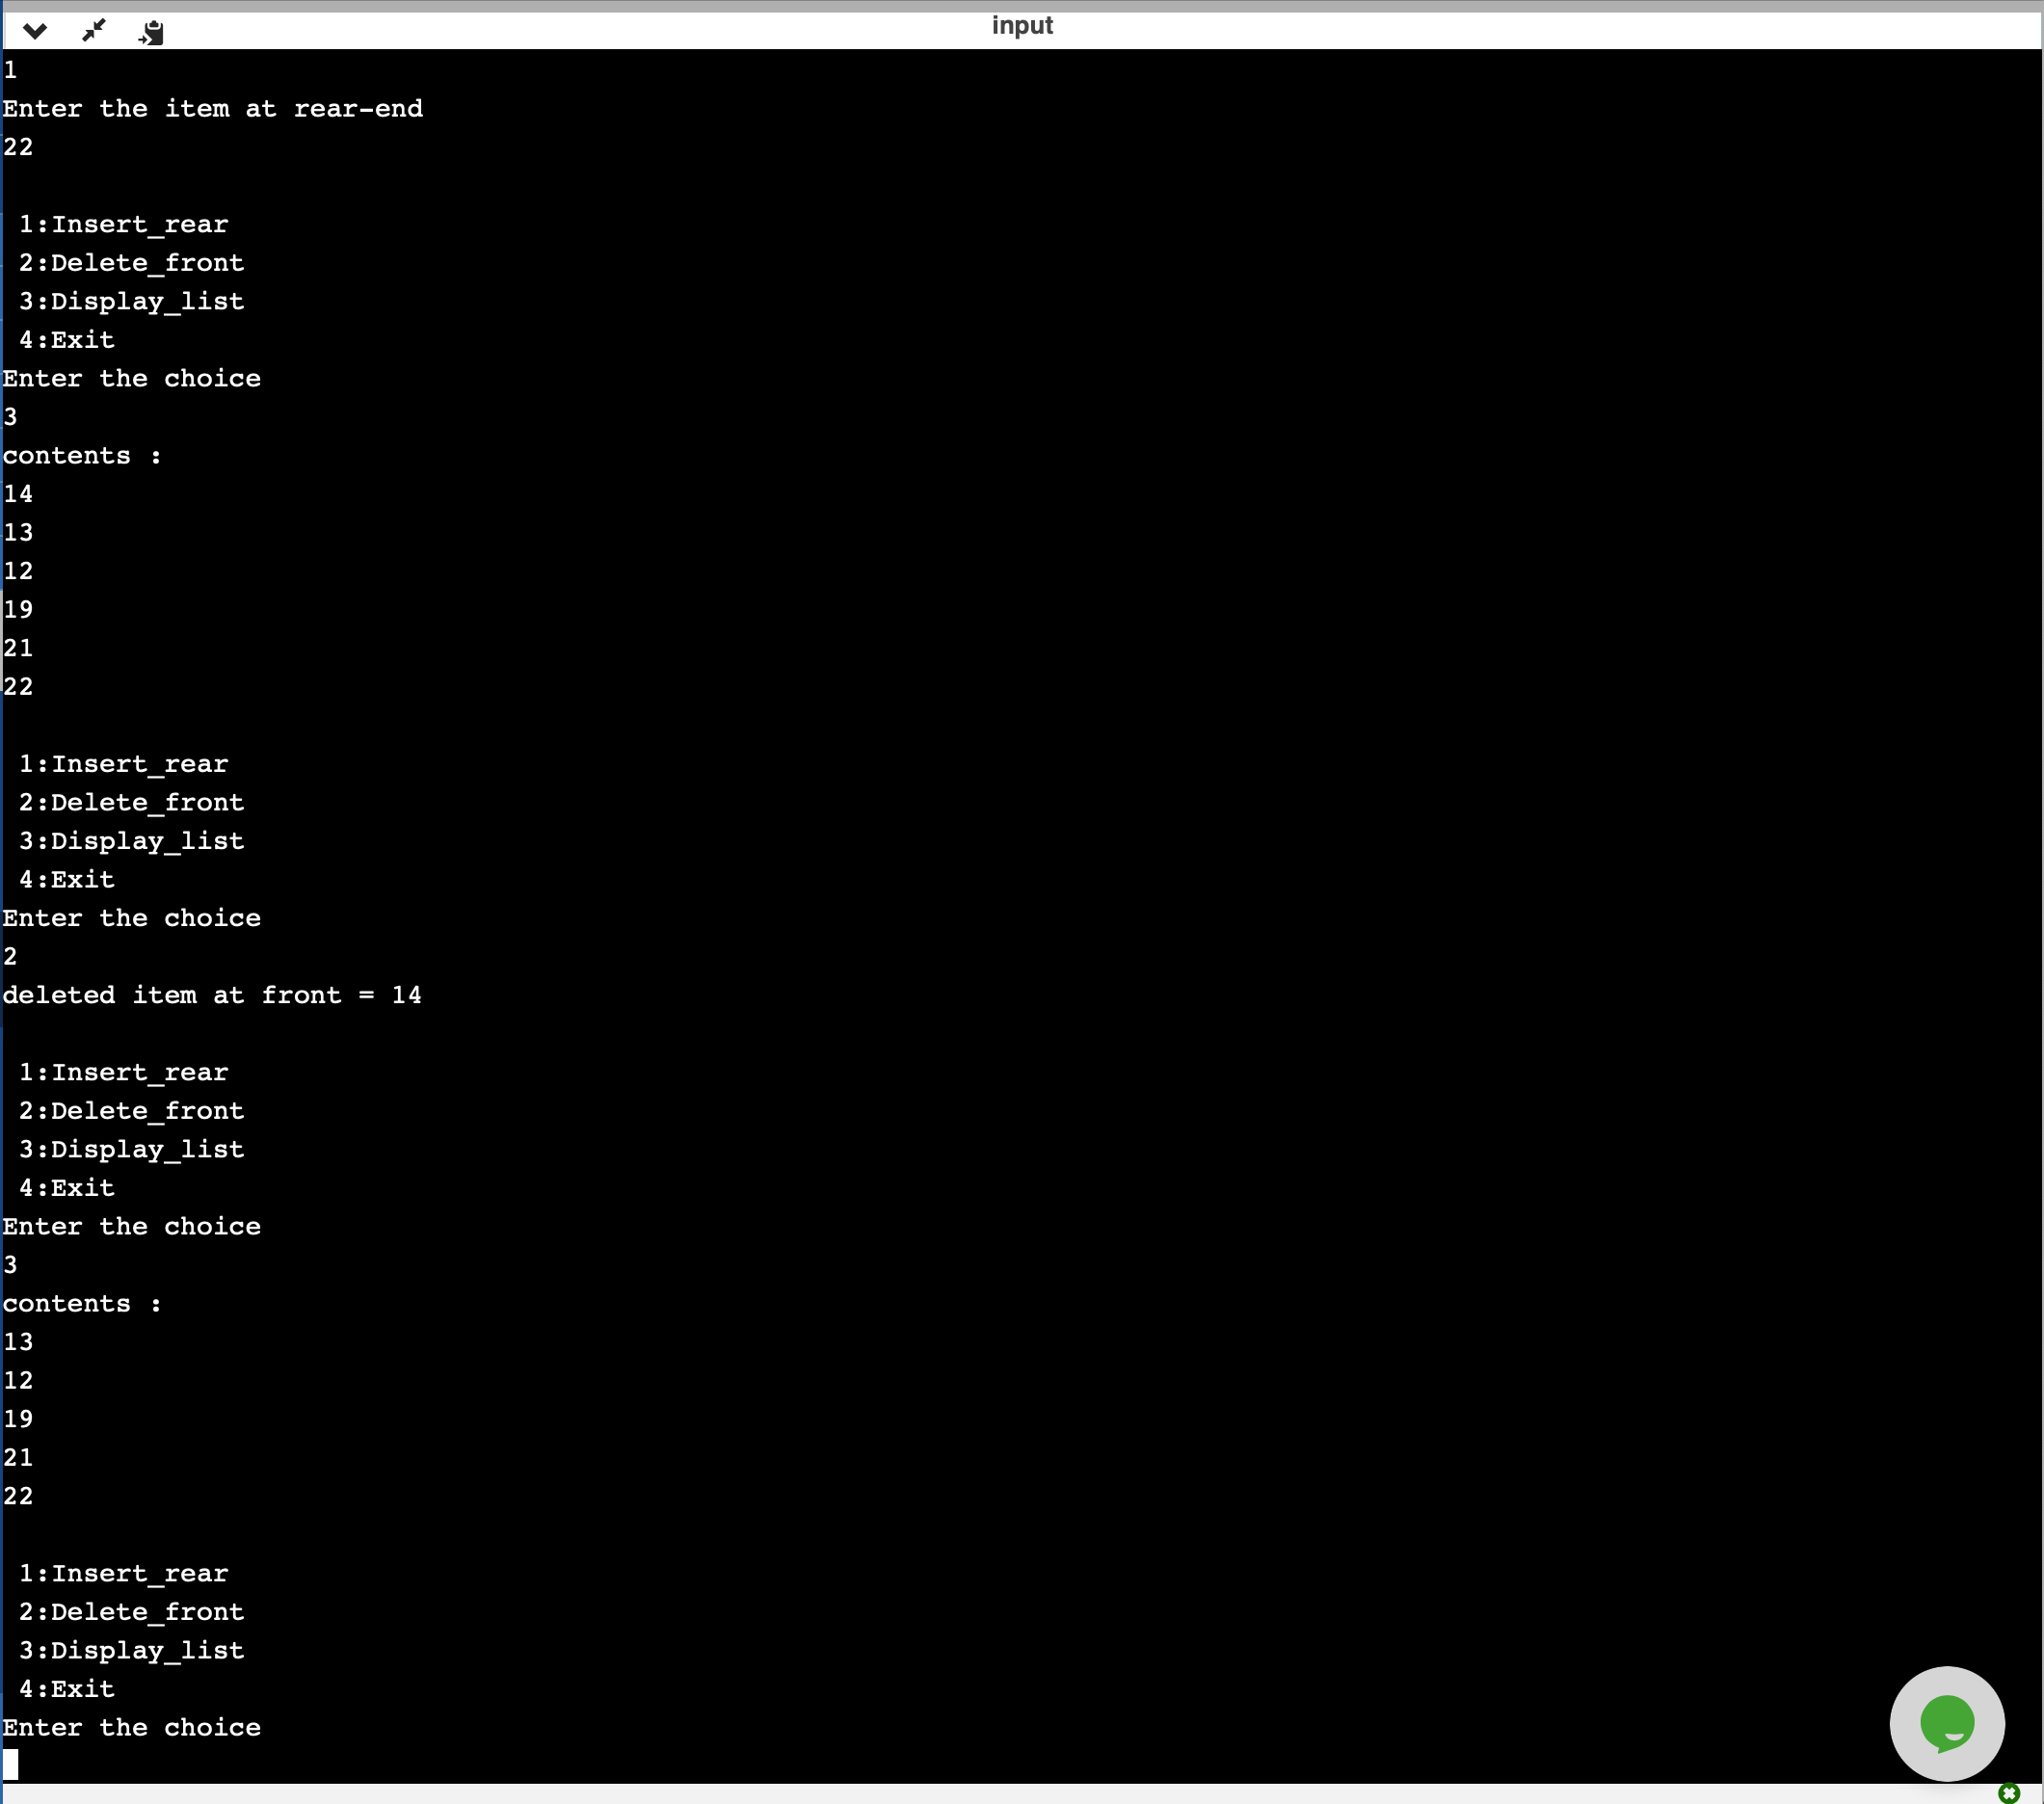 input
1
Enter the item at rear-end
22
1:Insert_rear
2:Delete_front
3:Display_list
4:Exit
Enter the choice
3
contents :
14
13
12
19
21
22
1:Insert_rear
2:Delete_front
3:Display_list
4:Exit
Enter the choice
2
deleted item at front = 14
1:Insert_rear
2:Delete_front
3:Display_list
4:Exit
Enter the choice
3
contents :
13
12
19
21
22
1:Insert_rear
2:Delete_front
3:Display_list
4:Exit
Enter the choice